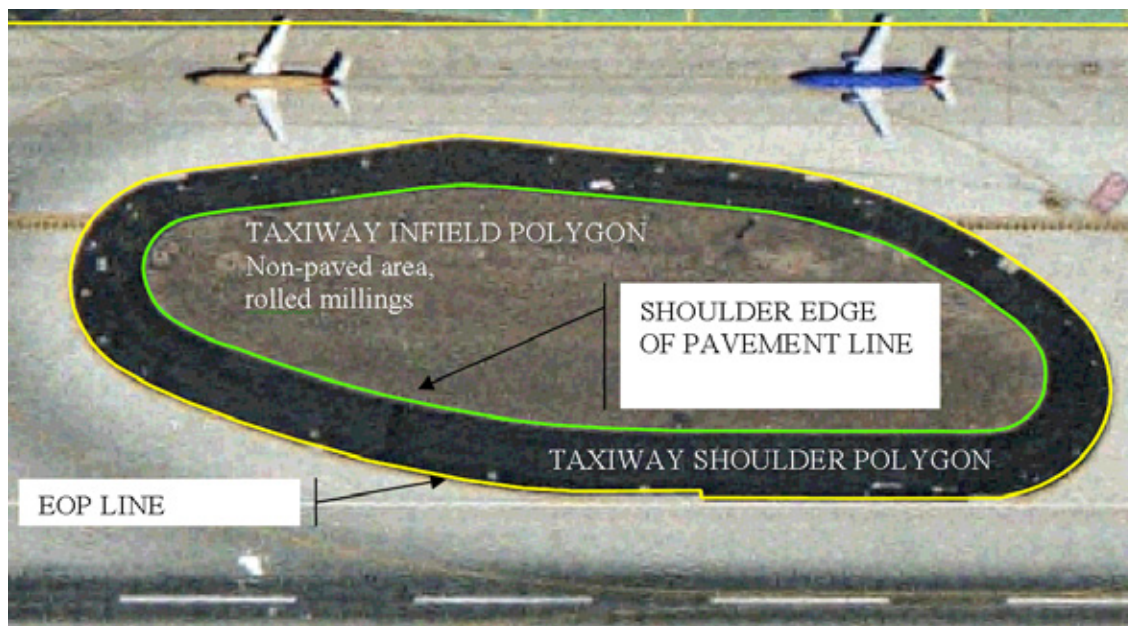 TAXIWAY INFIELD POLYGON
Non-paved area,
rolled millings
SHOULDER EDGE
OF PAVEMENT LINE
TAXIWAY SHOULDER POLYGON
EOP LINE